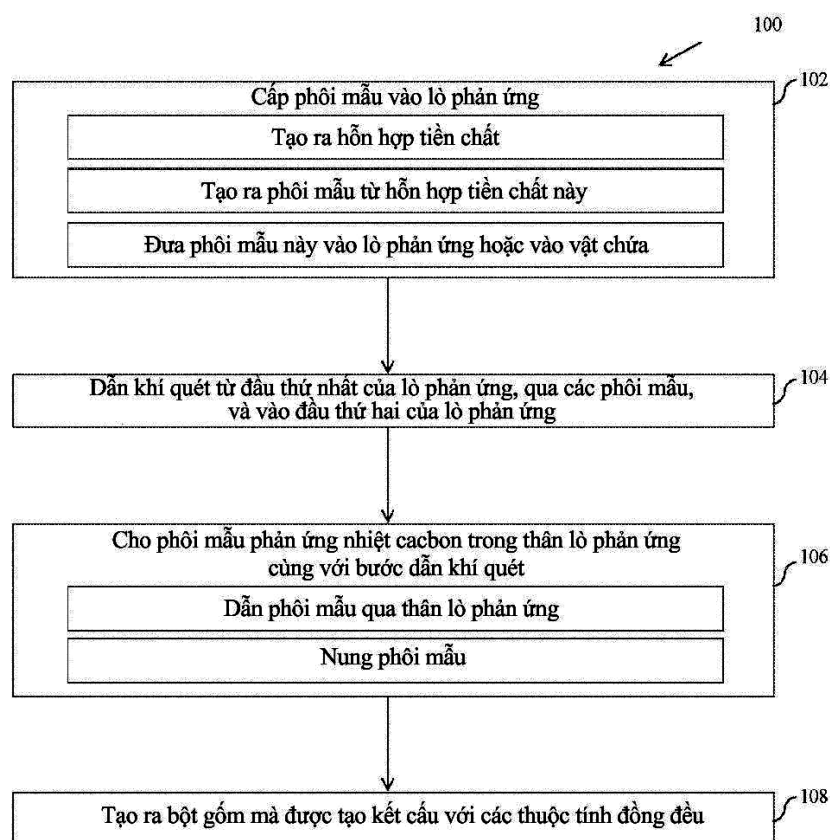 100
102
Cấp phôi mẫu vào lò phản ứng
Tạo ra hỗn hợp tiền chất
Tạo ra phôi mẫu từ hỗn hợp tiền chất này
Đưa phôi mẫu này vào lò phản ứng hoặc vào vật chứa
104
Dẫn khí quét từ đầu thứ nhất của lò phản ứng, qua các phôi mẫu,
và vào đầu thứ hai của lò phản ứng
106
Cho phôi mẫu phản ứng nhiệt cacbon trong thân lò phản ứng
cùng với bước dẫn khí quét
Dẫn phôi mẫu qua thân lò phản ứng
Nung phôi mẫu
108
Tạo ra bột gốm mà được tạo kết cấu với các thuộc tính đồng đều